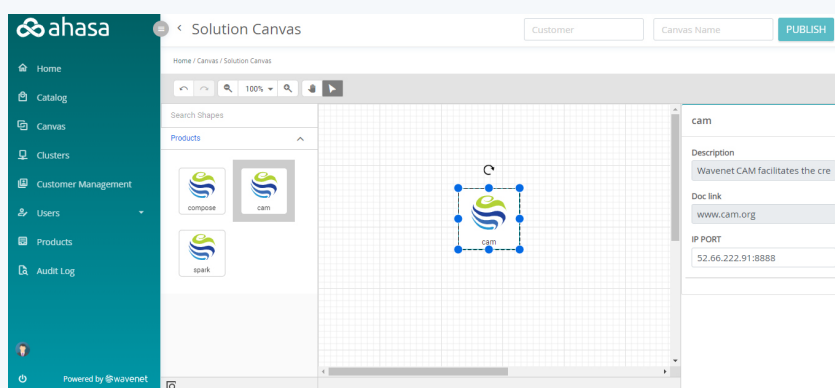 ahasa
Solution Canvas
Customer
Canvas Name
PUBLISH
Home / Canvas / Solution Canvas
Home
Catalog
Canvas
Clusters
Customer Management
Users
Products
Audit Log
Powered by wavenet
100%
Search Shapes
Products
compose
cam
spark
cam
cam
Description
Wavenet CAM facilitates the cre
Doc link
www.cam.org
IP PORT
52.66.222.91:8888